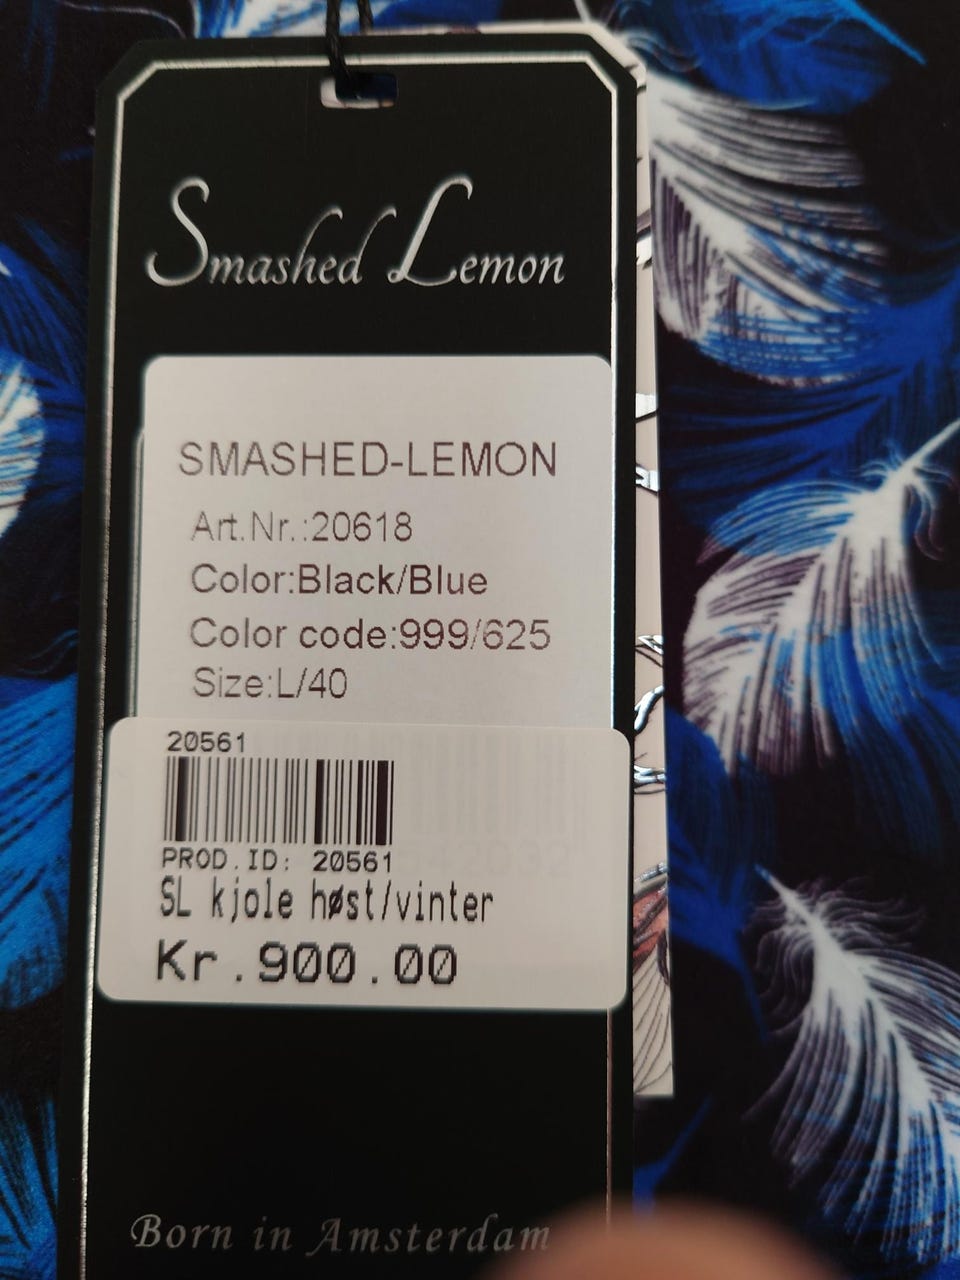 Smashed Lemon
SMASHED-LEMON
Art.Nr.:20618
Color:Black/Blue
Color code:999/625
Size:L/40
20561
PROD.ID: 20561
SL kjole høst/vinter
Kr.900.00
Born in Amsterdam